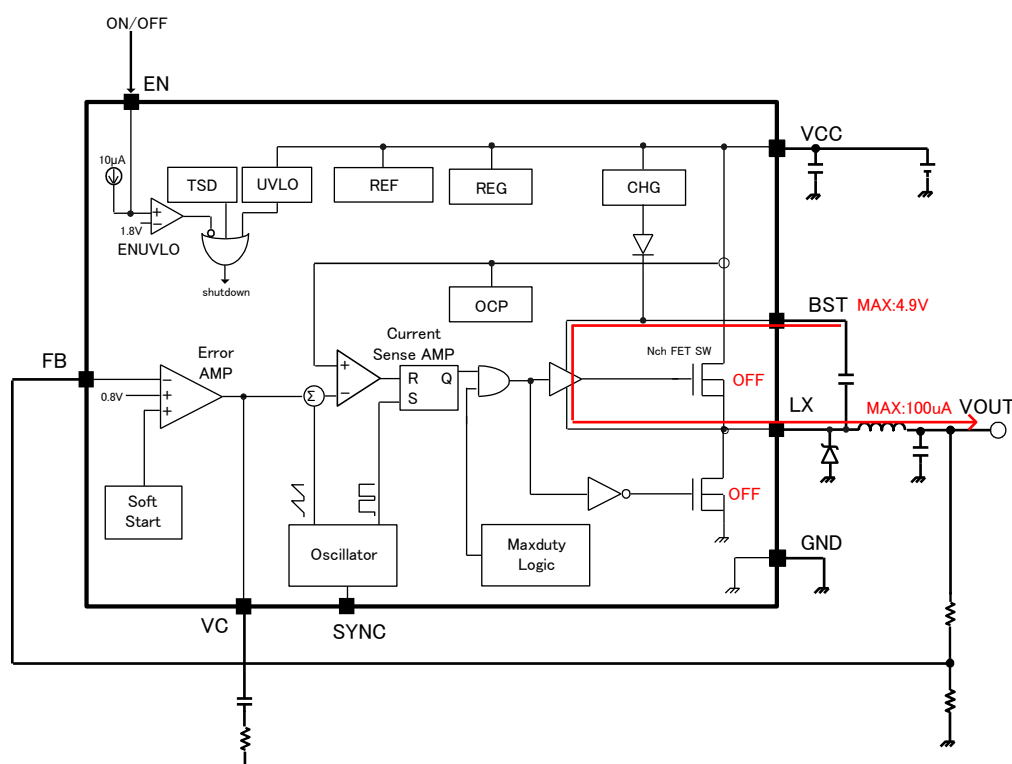 ON/OFF
EN
VCC
10μA
TSD
UVLO
REF
REG
CHG
1.8V
ENUVLO
shutdown
OCP
BST
MAX:4.9V
Current
Sense AMP
Nch FET SW
FB
Error
AMP
0.8V
R
Q
S
Σ
OFF
LX
MAX:100uA
VOUT
Soft
Start
OFF
Oscillator
Maxduty
Logic
GND
VC
SYNC